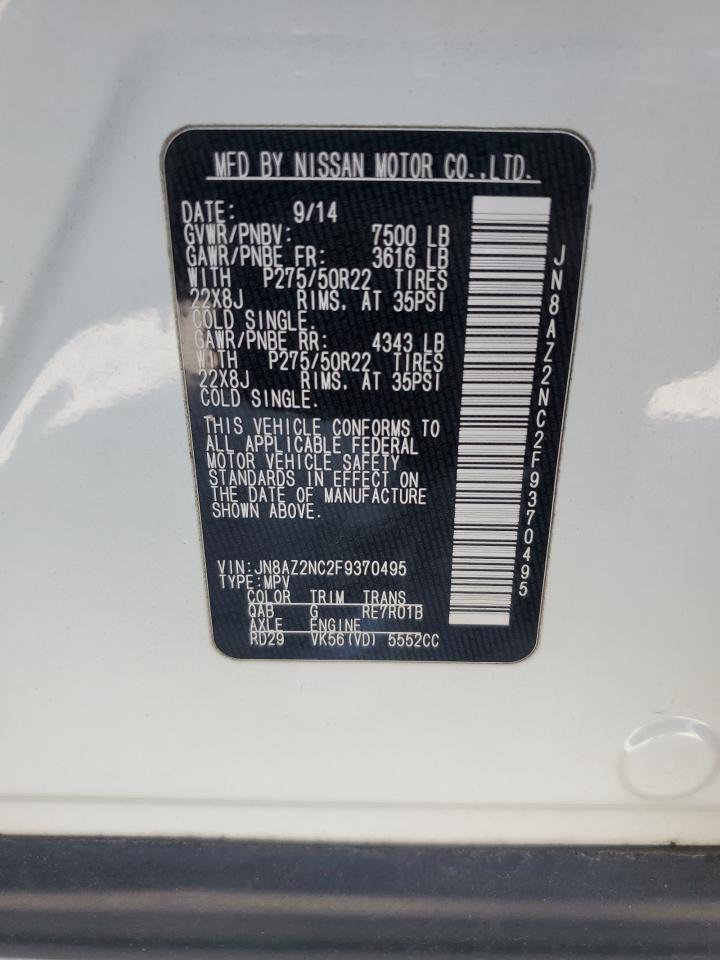 MFD BY NISSAN MOTOR CO.,LTD.
DATE: 9/14
GVWR/PNBV: 7500 LB
GAWR/PNBE FR: 3616 LB
WITH P275/50R22 TIRES
22X8J RIMS. AT 35PSI
COLD SINGLE.
GAWR/PNBE RR: 4343 LB
WITH P275/50R22 TIRES
22X8J RIMS. AT 35PSI
COLD SINGLE.
THIS VEHICLE CONFORMS TO
ALL APPLICABLE FEDERAL
MOTOR VEHICLE SAFETY
STANDARDS IN EFFECT ON
THE DATE OF MANUFACTURE
SHOWN ABOVE.
VIN:JN8AZ2NC2F9370495
TYPE:MPV
COLOR TRIM TRANS
QAB G RE7R01B
AXLE ENGINE
RD29 VK56(VD) 5552CC
JN8AZ2NC2F9370495